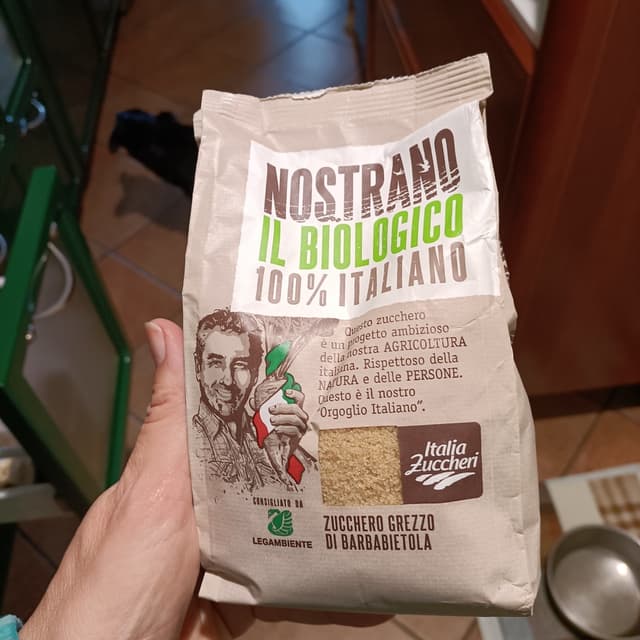 NOSTRANO
IL BIOLOGICO
100% ITALIANO
Questo zucchero
è un progetto ambizioso
della nostra AGRICOLTURA
italiana. Rispettoso della
NATURA e delle PERSONE.
Questo è il nostro
"Orgoglio Italiano".
Italia
Zuccheri
CONSIGLIATO DA
LEGAMBIENTE
ZUCCHERO GREZZO
DI BARBABIETOLA